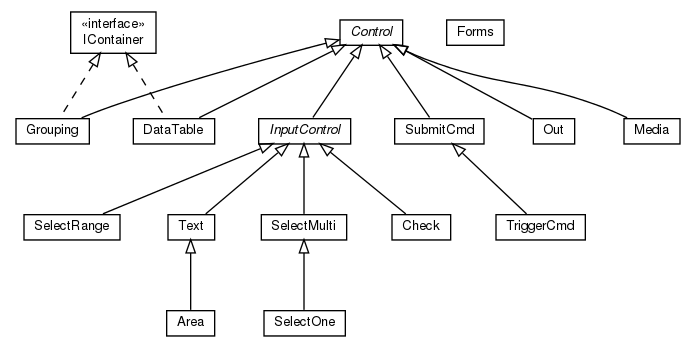 «interface»
IContainer
Control
Forms
Grouping
DataTable
InputControl
SubmitCmd
Out
Media
SelectRange
Text
SelectMulti
Check
TriggerCmd
Area
SelectOne